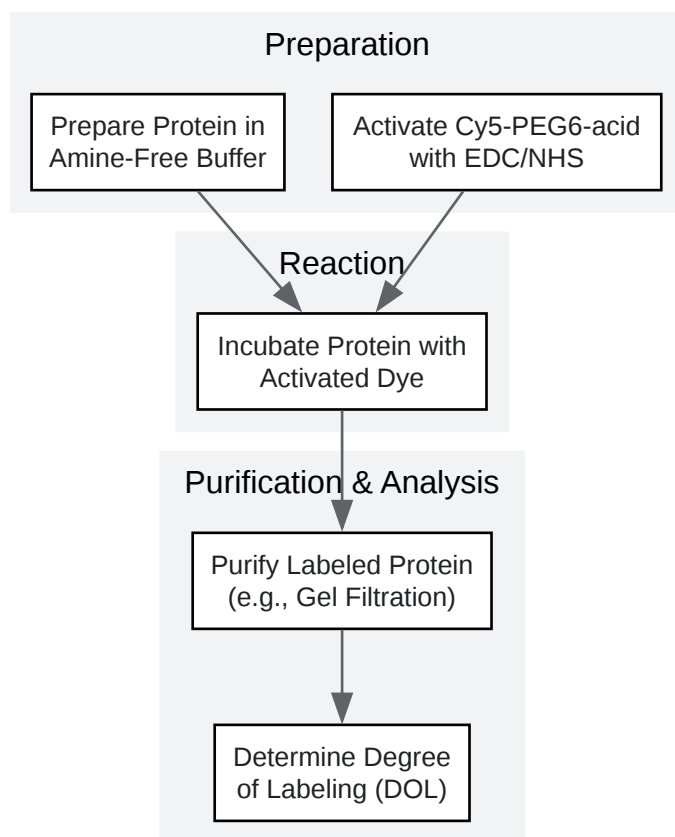 Preparation
Prepare Protein in
Amine-Free Buffer
Activate Cy5-PEG6-acid
with EDC/NHS
Reaction
Incubate Protein with
Activated Dye
Purification & Analysis
Purify Labeled Protein
(e.g., Gel Filtration)
Determine Degree
of Labeling (DOL)